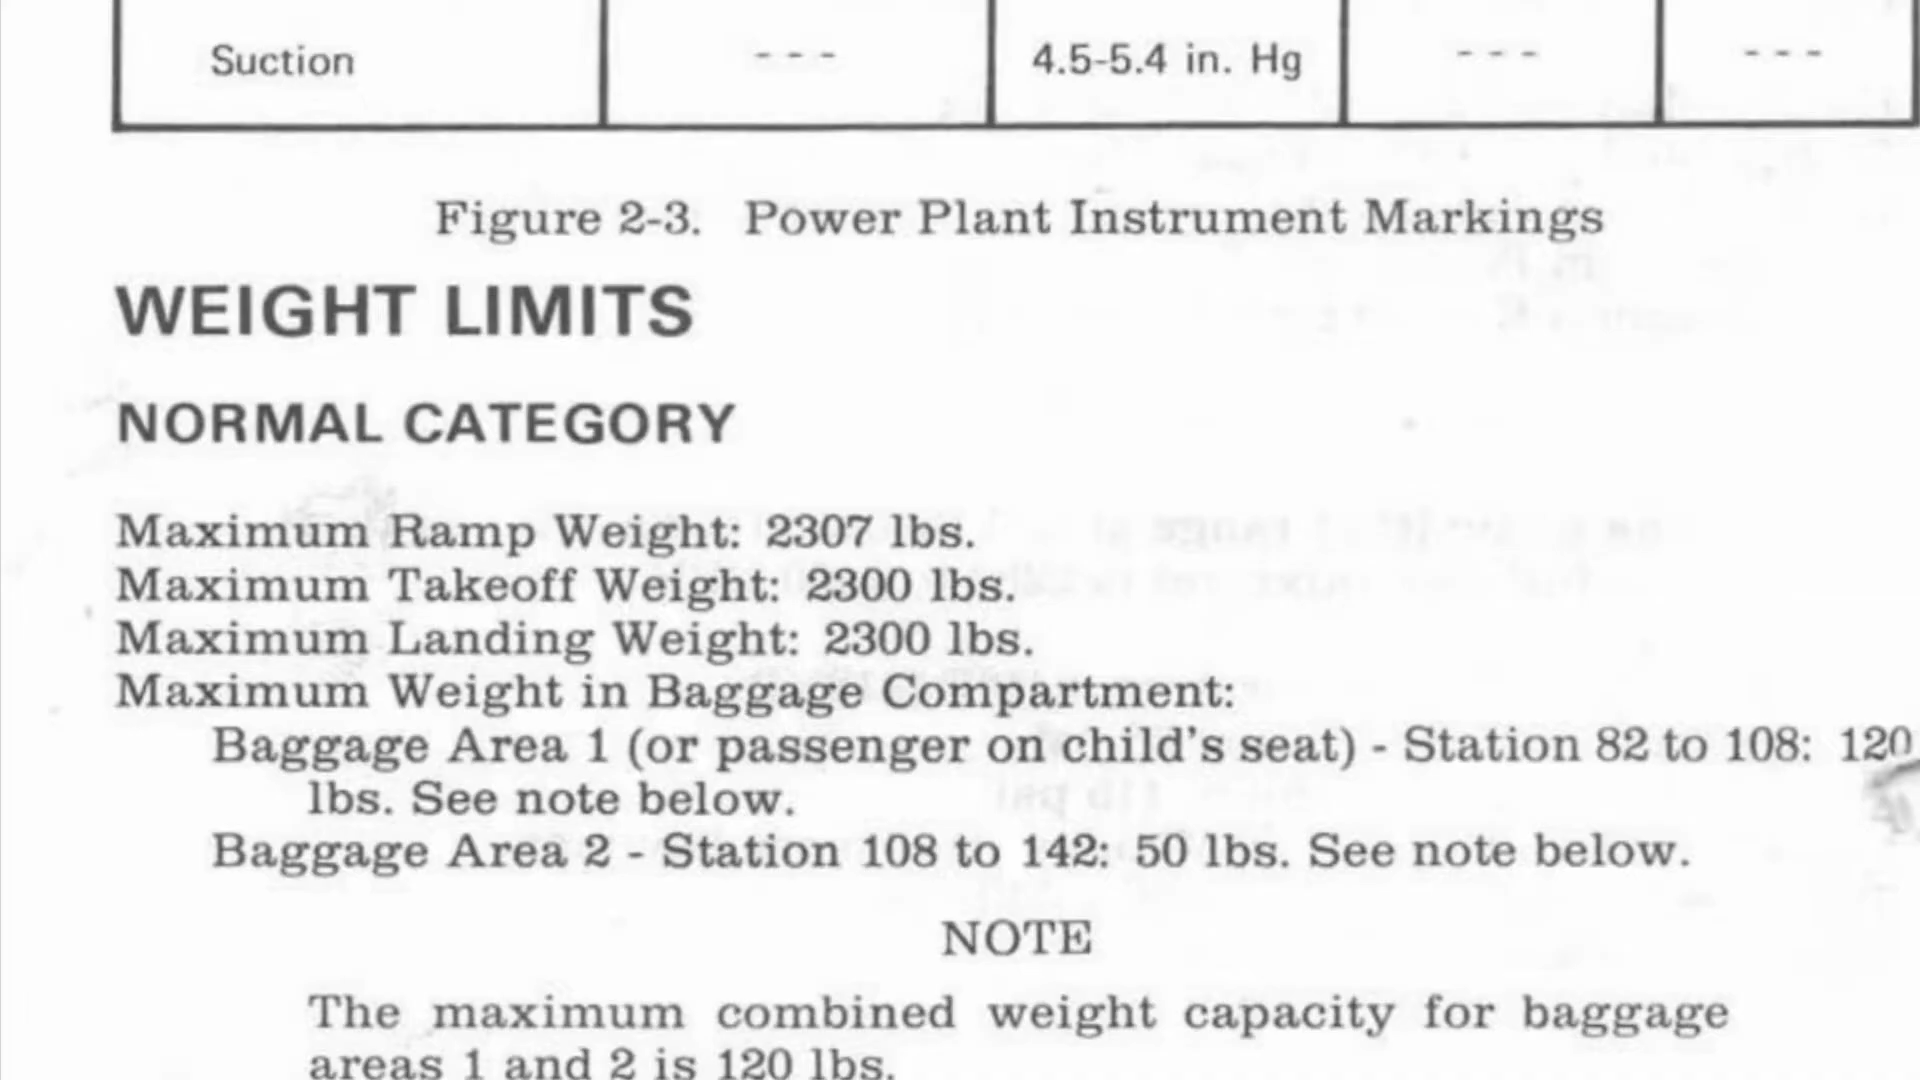 Suction --- 4.5-5.4 in. Hg --- ---
Figure 2-3. Power Plant Instrument Markings
WEIGHT LIMITS
NORMAL CATEGORY
Maximum Ramp Weight: 2307 lbs.
Maximum Takeoff Weight: 2300 lbs.
Maximum Landing Weight: 2300 lbs.
Maximum Weight in Baggage Compartment:
Baggage Area 1 (or passenger on child's seat) - Station 82 to 108: 120
lbs. See note below.
Baggage Area 2 - Station 108 to 142: 50 lbs. See note below.
NOTE
The maximum combined weight capacity for baggage
areas 1 and 2 is 120 lbs.